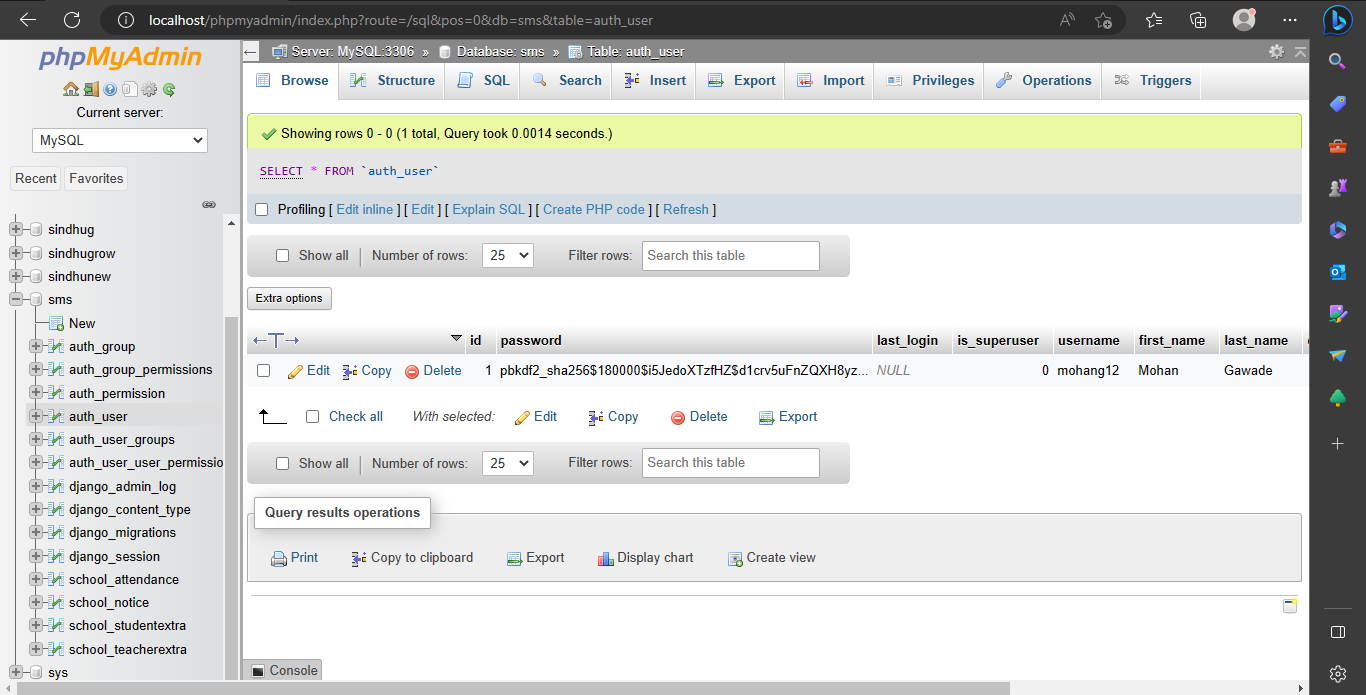 localhost/phpmyadmin/index.php?route=/sql&pos=0&db=sms&table=auth_user
phpMyAdmin
Current server:
MySQL
Recent Favorites
sindhug
sindhugrow
sindhunew
sms
New
auth_group
auth_group_permissions
auth_permission
auth_user
auth_user_groups
auth_user_user_permissio
django_admin_log
django_content_type
django_migrations
django_session
school_attendance
school_notice
school_studentextra
school_teacherextra
sys
Server: MySQL:3306 » Database: sms » Table: auth_user
Browse Structure SQL Search Insert Export Import Privileges Operations Triggers
Showing rows 0 - 0 (1 total, Query took 0.0014 seconds.)
SELECT * FROM `auth_user`
Profiling [ Edit inline ] [ Edit ] [ Explain SQL ] [ Create PHP code ] [ Refresh ]
Show all | Number of rows: 25 Filter rows: Search this table
Extra options
←T→ id password last_login is_superuser username first_name last_name
Edit Copy Delete 1 pbkdf2_sha256$180000$i5JedoXTzfHZ$d1crv5uFnZQXH8yz... NULL 0 mohang12 Mohan Gawade
Check all With selected: Edit Copy Delete Export
Show all | Number of rows: 25 Filter rows: Search this table
Query results operations
Print Copy to clipboard Export Display chart Create view
Console